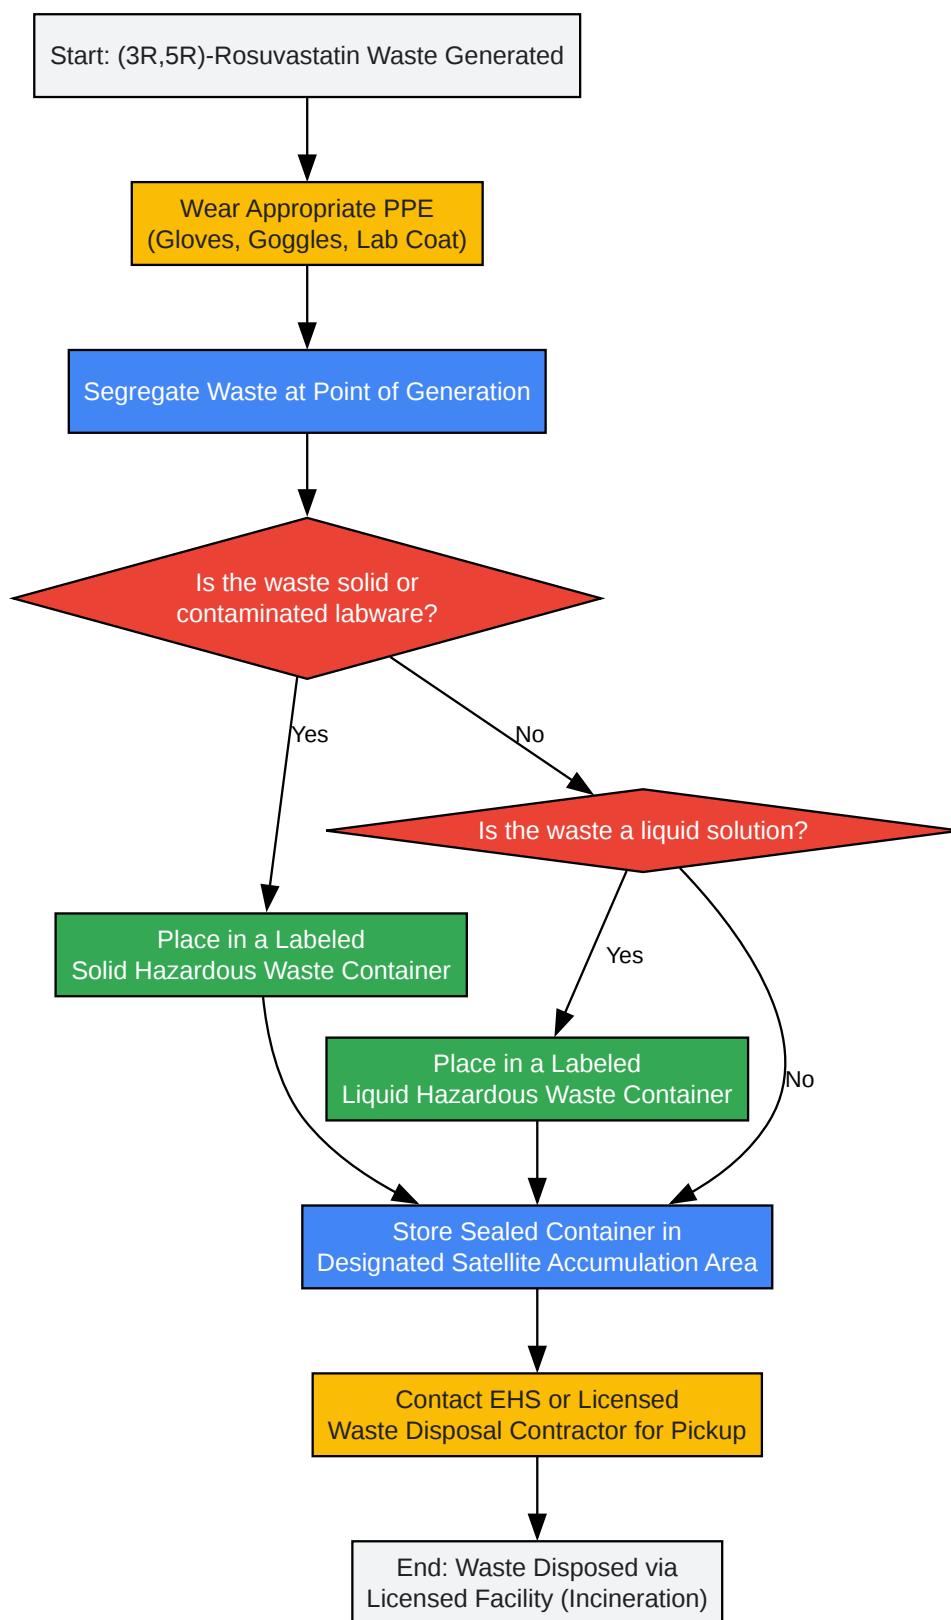 Start: (3R,5R)-Rosuvastatin Waste Generated
Wear Appropriate PPE
(Gloves, Goggles, Lab Coat)
Segregate Waste at Point of Generation
Is the waste solid or
contaminated labware?
Yes
No
Is the waste a liquid solution?
Place in a Labeled
Solid Hazardous Waste Container
Yes
Place in a Labeled
Liquid Hazardous Waste Container
No
Store Sealed Container in
Designated Satellite Accumulation Area
Contact EHS or Licensed
Waste Disposal Contractor for Pickup
End: Waste Disposed via
Licensed Facility (Incineration)